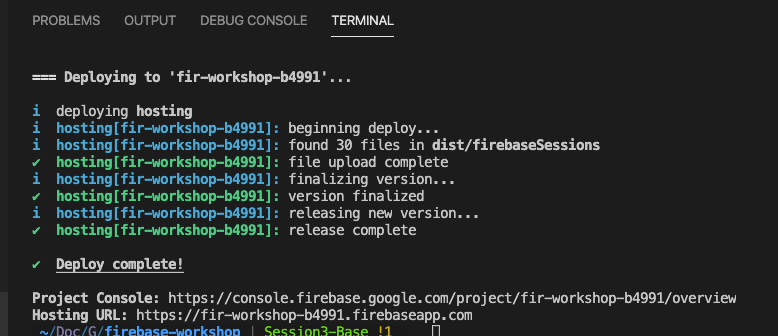 PROBLEMS OUTPUT DEBUG CONSOLE TERMINAL
=== Deploying to 'fir-workshop-b4991'...
i deploying hosting
i hosting[fir-workshop-b4991]: beginning deploy...
i hosting[fir-workshop-b4991]: found 30 files in dist/firebaseSessions
✔ hosting[fir-workshop-b4991]: file upload complete
i hosting[fir-workshop-b4991]: finalizing version...
✔ hosting[fir-workshop-b4991]: version finalized
i hosting[fir-workshop-b4991]: releasing new version...
✔ hosting[fir-workshop-b4991]: release complete
✔ Deploy complete!
Project Console: https://console.firebase.google.com/project/fir-workshop-b4991/overview
Hosting URL: https://fir-workshop-b4991.firebaseapp.com
~/Doc/G/firebase-workshop | Session3-Base !1